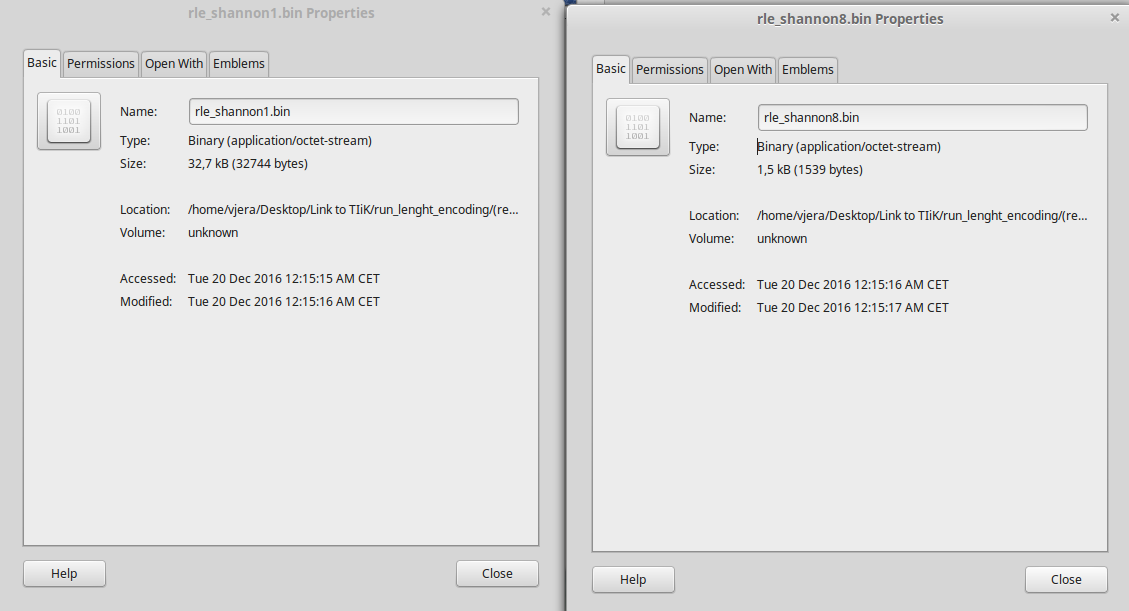 rle_shannon1.bin Properties
Basic Permissions Open With Emblems
0100
1101
1001
Name: rle_shannon1.bin
Type: Binary (application/octet-stream)
Size: 32,7 kB (32744 bytes)
Location: /home/vjera/Desktop/Link to TIiK/run_lenght_encoding/(re...
Volume: unknown
Accessed: Tue 20 Dec 2016 12:15:15 AM CET
Modified: Tue 20 Dec 2016 12:15:16 AM CET
Help Close
rle_shannon8.bin Properties
Basic Permissions Open With Emblems
0100
1101
1001
Name: rle_shannon8.bin
Type: Binary (application/octet-stream)
Size: 1,5 kB (1539 bytes)
Location: /home/vjera/Desktop/Link to TIiK/run_lenght_encoding/(re...
Volume: unknown
Accessed: Tue 20 Dec 2016 12:15:16 AM CET
Modified: Tue 20 Dec 2016 12:15:17 AM CET
Help Close